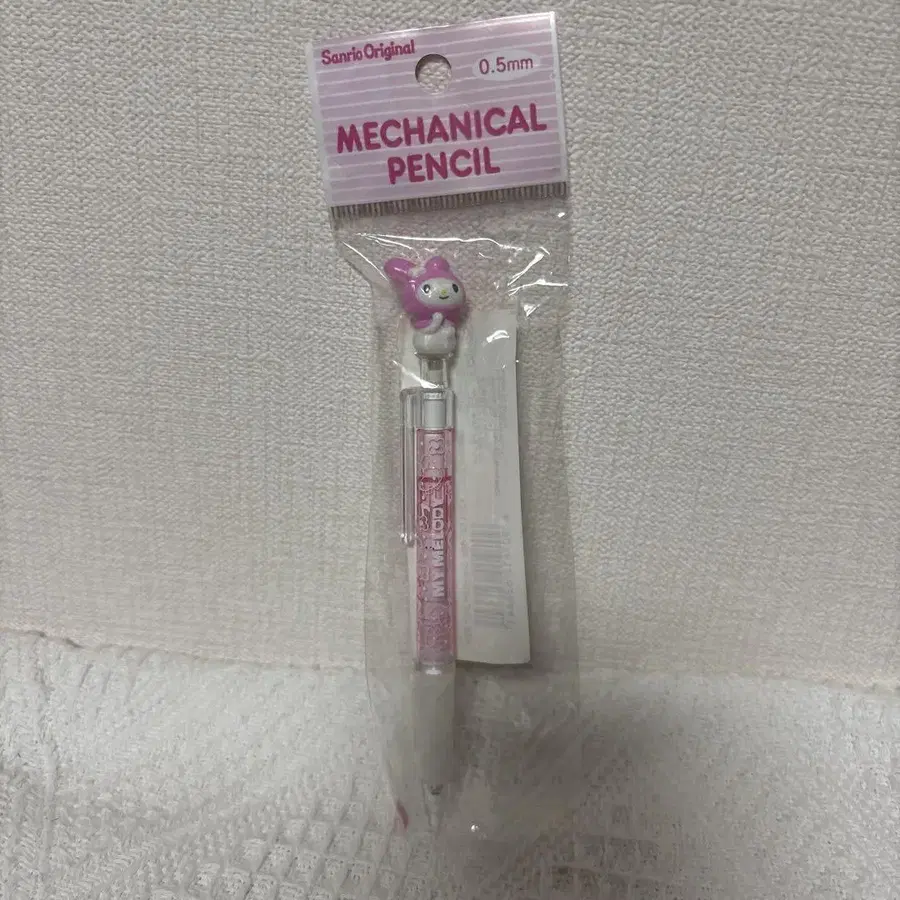 Sanrio Original
0.5mm
MECHANICAL
PENCIL
MY MELODY